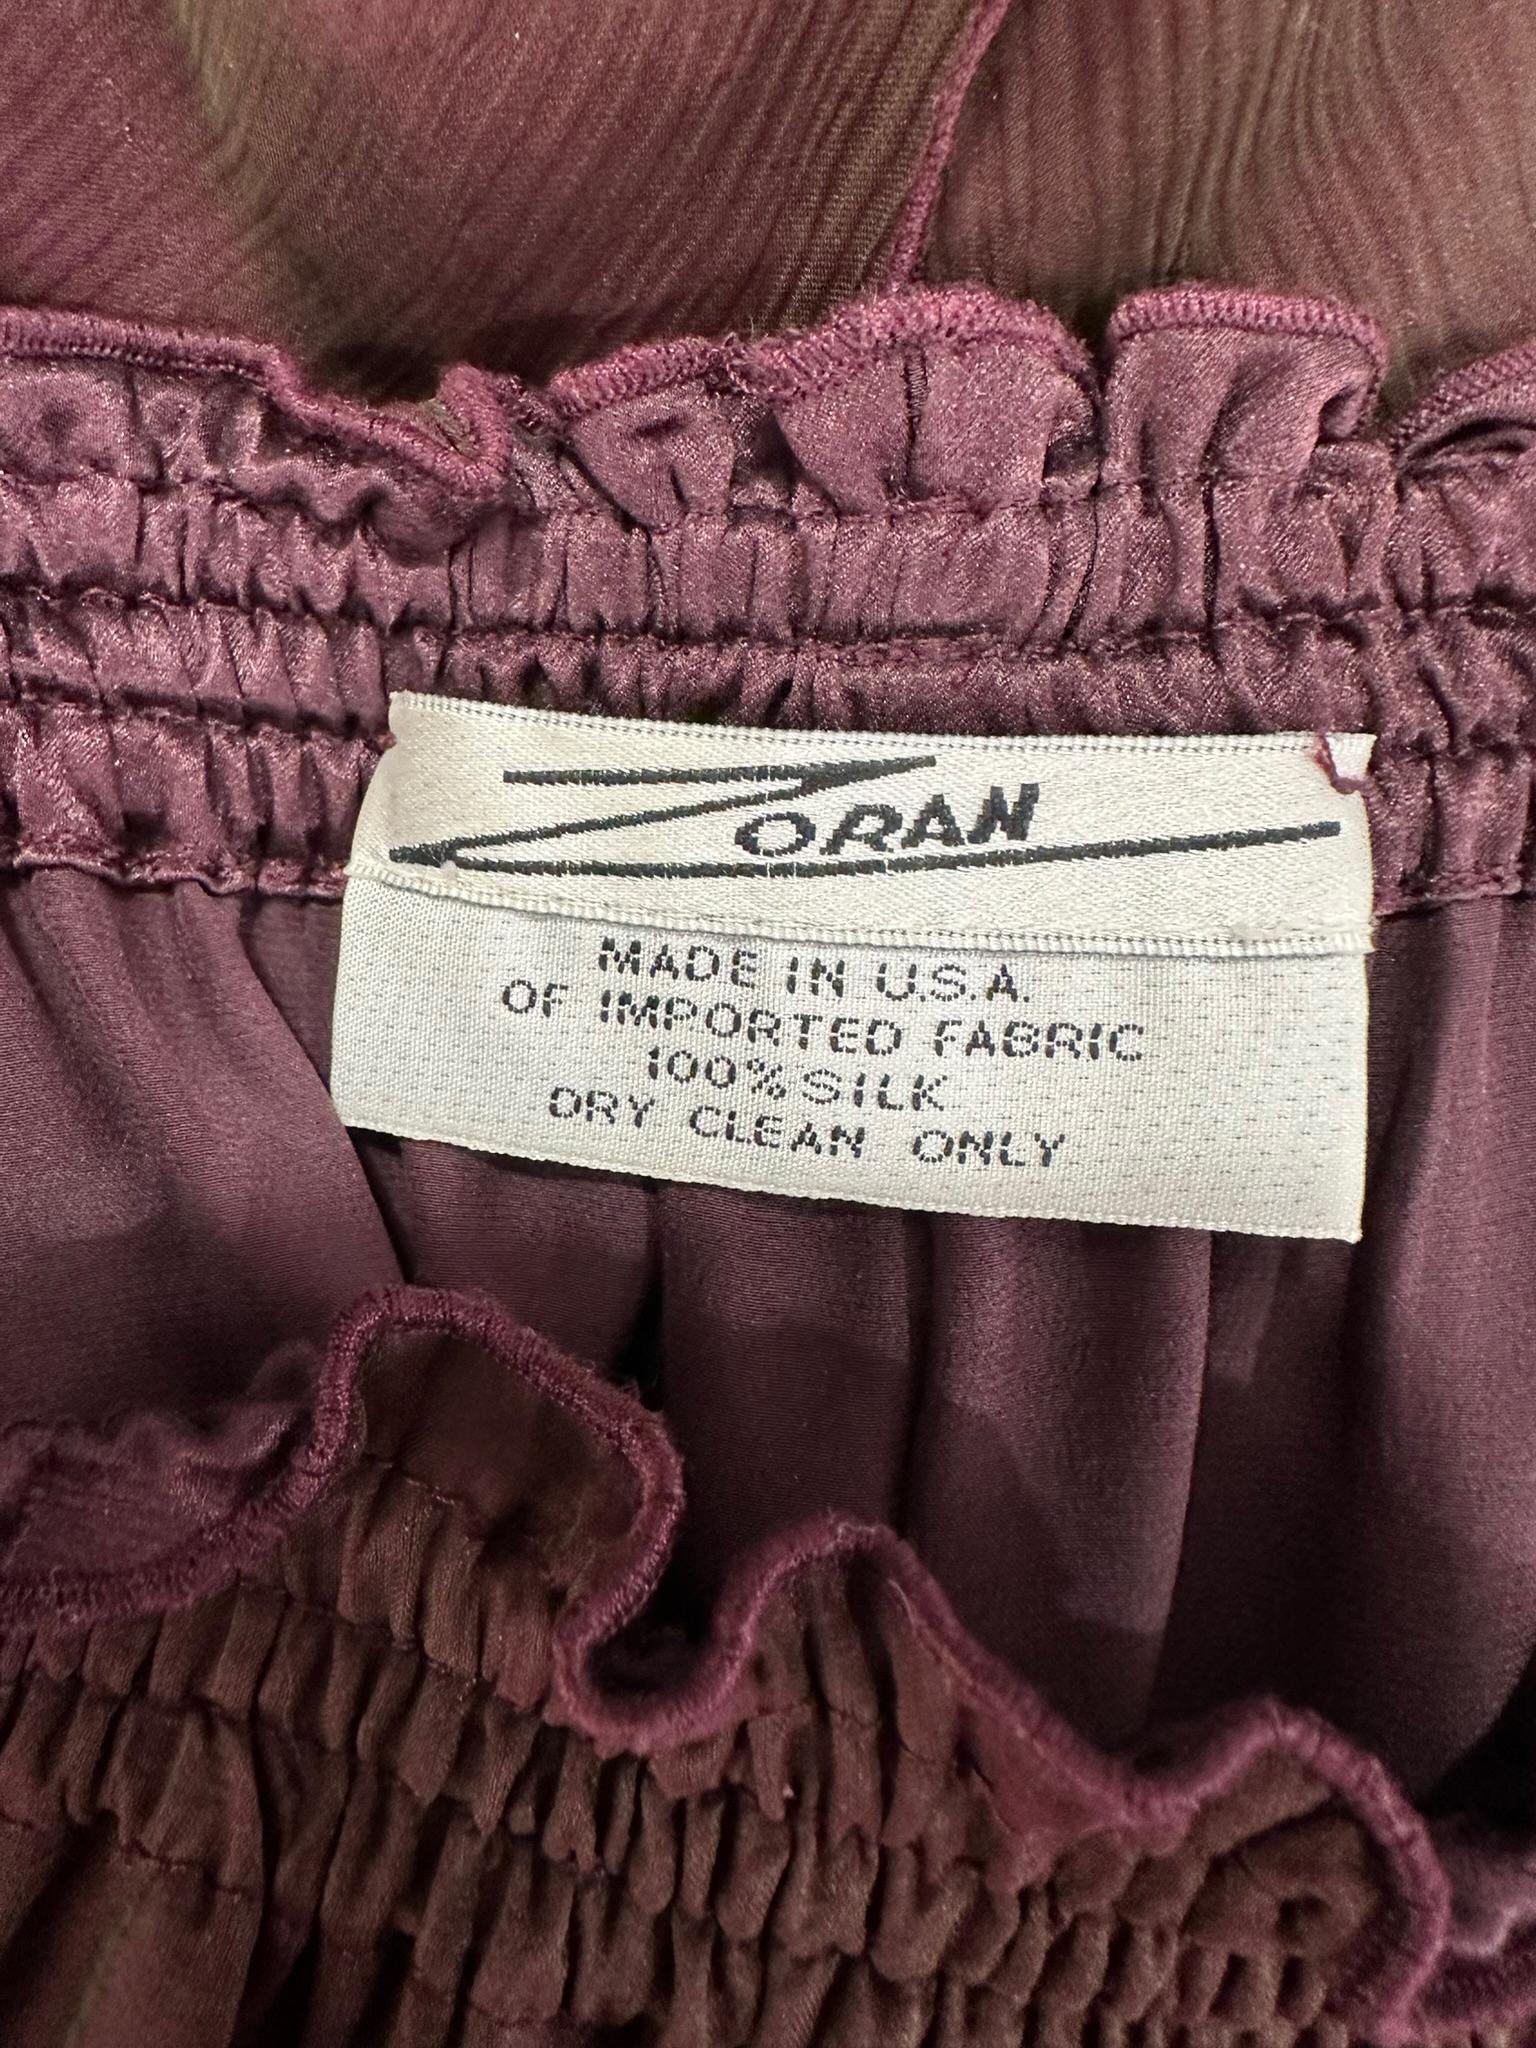 ZORAN
MADE IN U.S.A.
OF IMPORTED FABRIC
100% SILK
DRY CLEAN ONLY